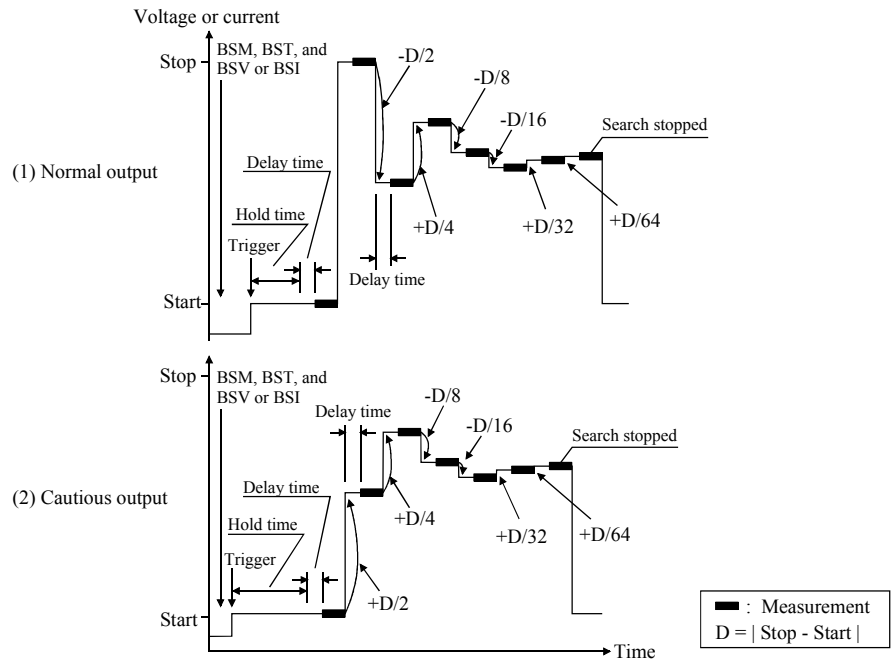 Voltage or current
Stop
BSM, BST, and
BSV or BSI
-D/2
-D/8
-D/16
Search stopped
(1) Normal output
Delay time
Hold time
Trigger
+D/4
+D/32
+D/64
Delay time
Start
Stop
BSM, BST, and
BSV or BSI
Delay time
-D/8
-D/16
Search stopped
(2) Cautious output
Delay time
Hold time
Trigger
+D/4
+D/32
+D/64
+D/2
Start
Time
: Measurement
D = | Stop - Start |